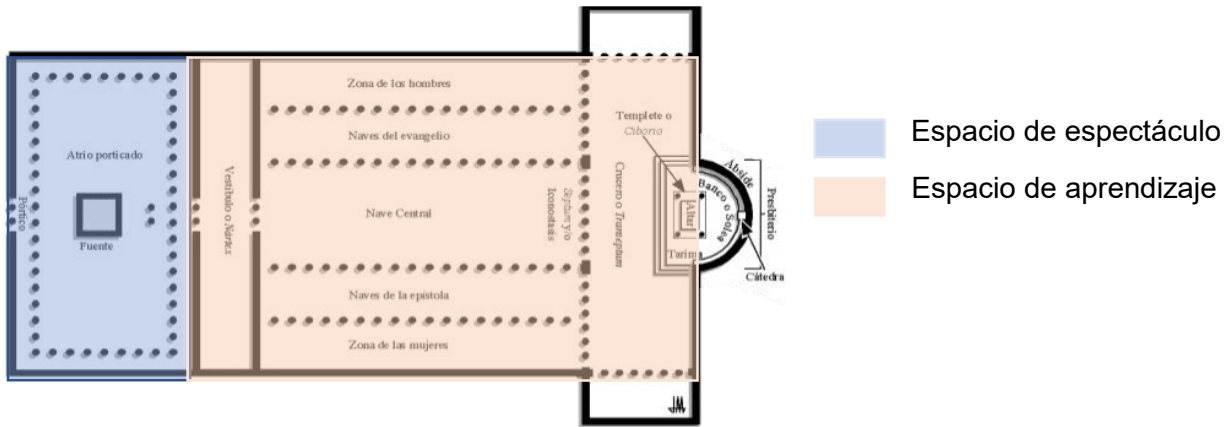 Zona de los hombres
Naves del evangelio
Nave Central
Naves de la epístola
Zona de las mujeres
Atrio porticado
Fuente
Pórtico
Vestíbulo o Nártex
Septum y/o
Iconostasis
Crucero o Transeptum
Templete o
Ciborio
Altar
Tarima
Banco o Solea
Ábside
Presbiterio
Cátedra
Espacio de espectáculo
Espacio de aprendizaje